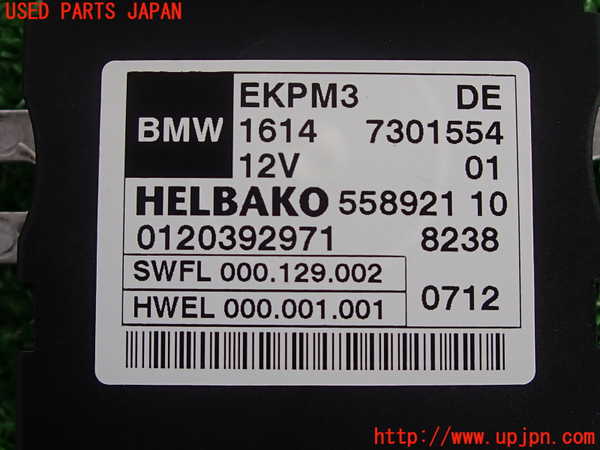 USED PARTS JAPAN
BMW
EKPM3 DE
1614 7301554
12V 01
HELBAKO 558921 10
0120392971 8238
SWFL 000.129.002
HWEL 000.001.001
0712
http://www.upjpn.com/